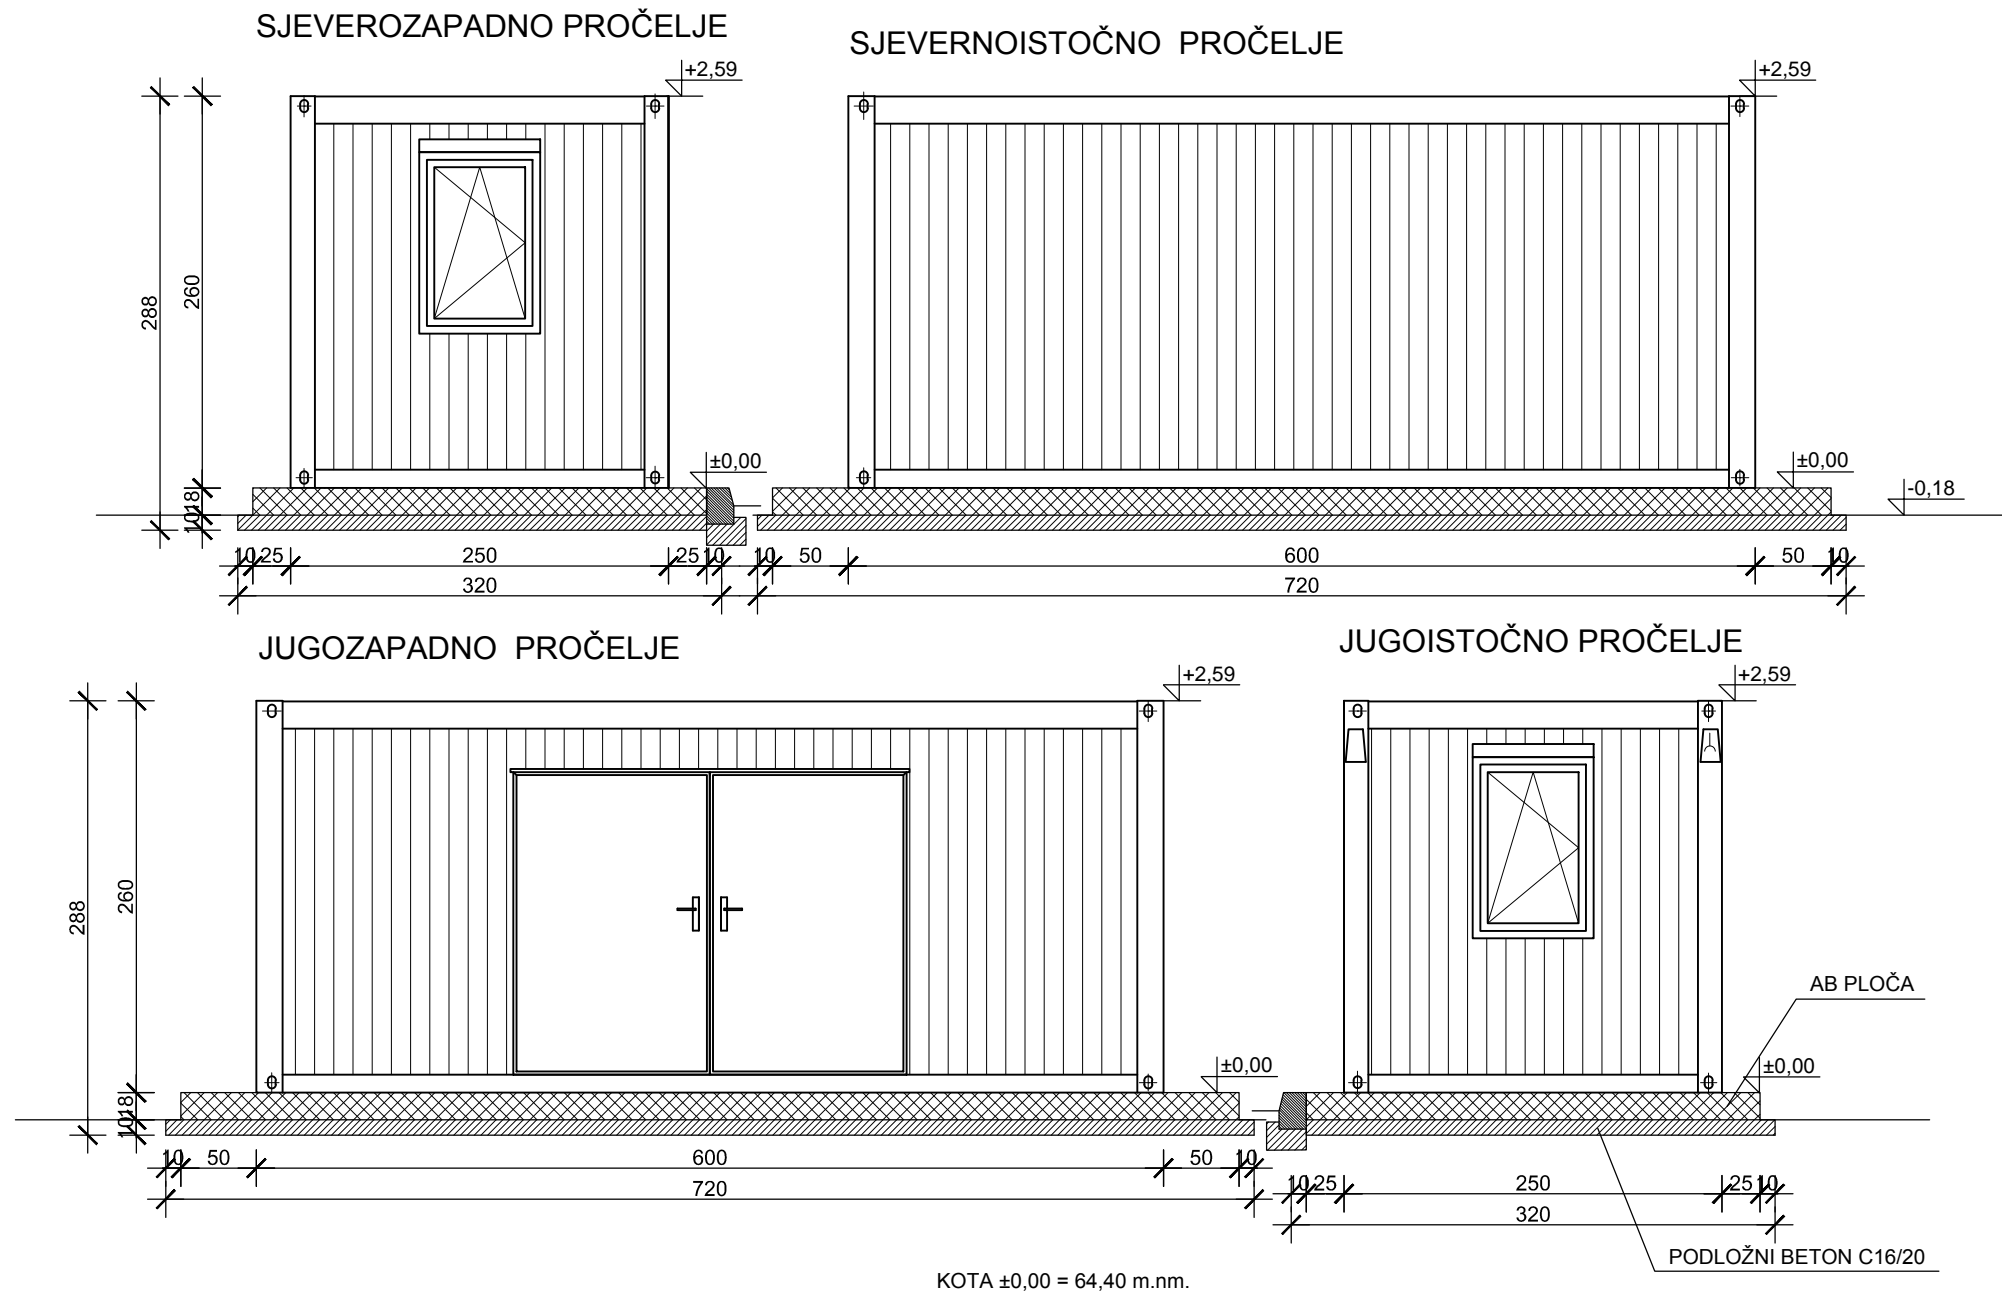 SJEVEROZAPADNO PROČELJE
SJEVERNOISTOČNO PROČELJE
+2,59
+2,59
288
260
18
10
±0,00
±0,00
-0,18
10 25 250 25 10
320
10 50 600 50 10
720
JUGOZAPADNO PROČELJE
JUGOISTOČNO PROČELJE
+2,59
+2,59
288
260
18
10
±0,00
±0,00
AB PLOČA
10 50 600 50 10
720
10 25 250 25 10
320
PODLOŽNI BETON C16/20
KOTA ±0,00 = 64,40 m.nm.